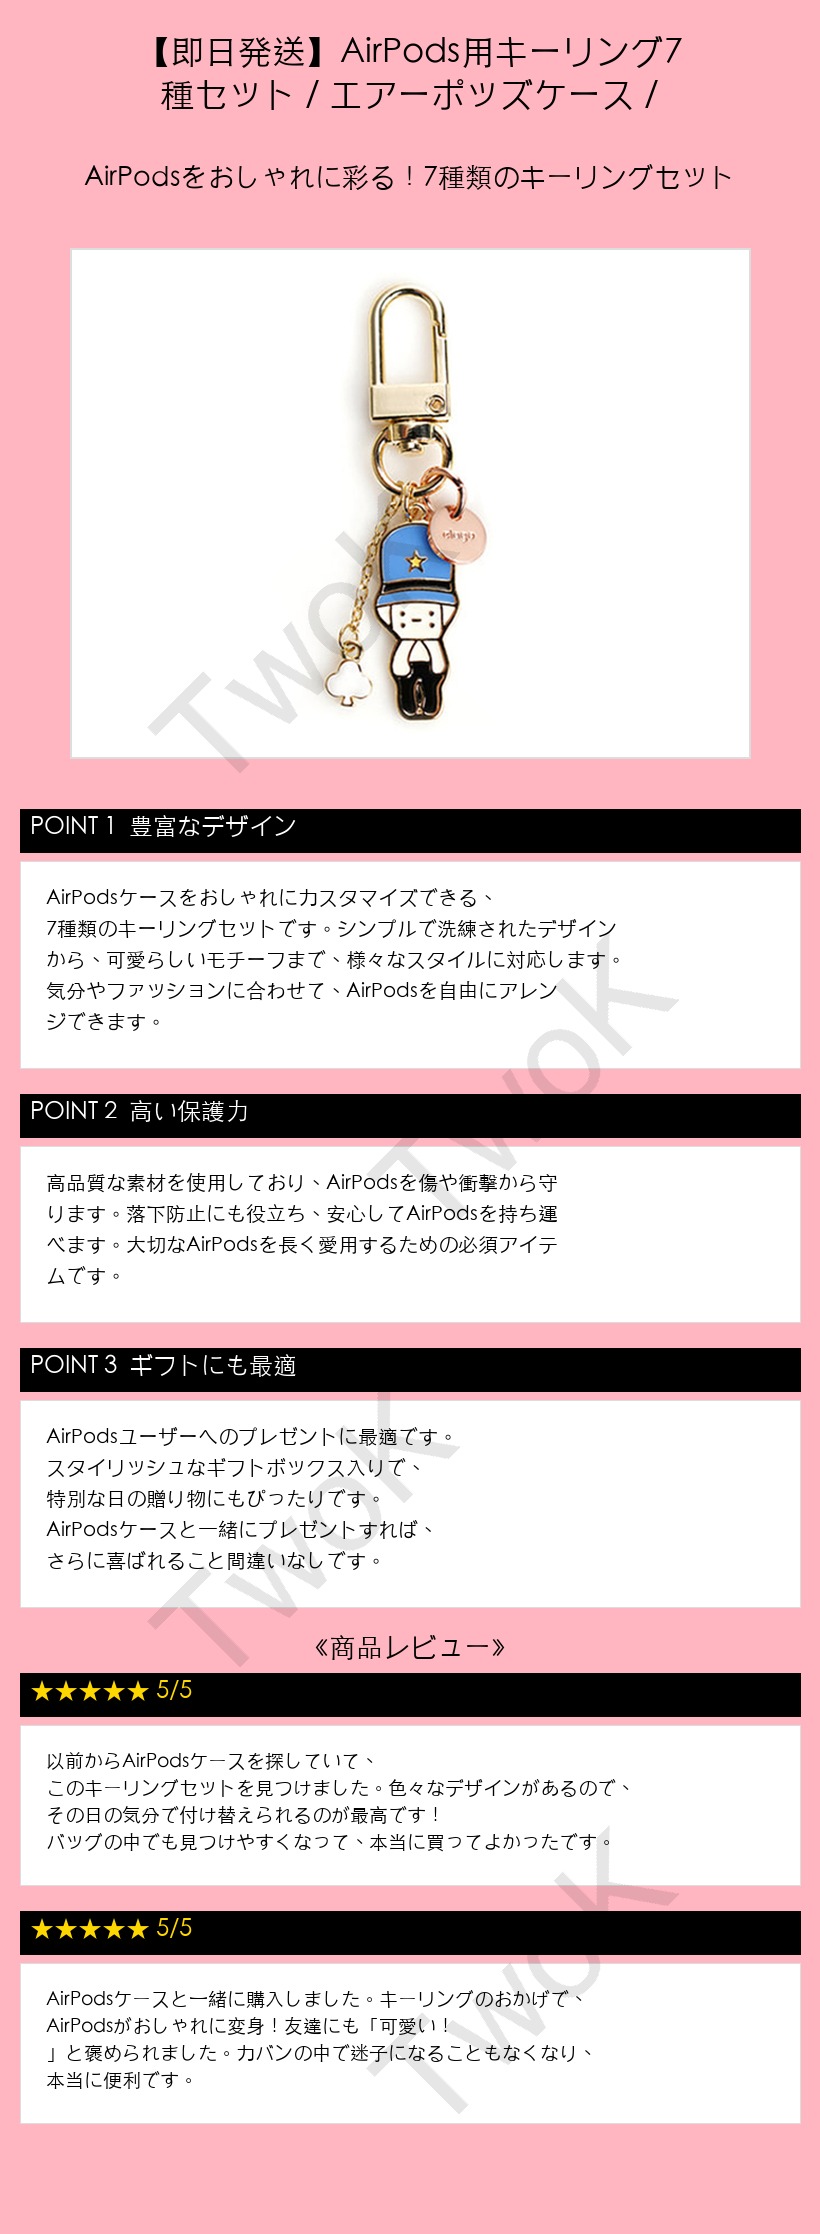 【即日発送】AirPods用キーリング7
種セット / エアーポッズケース /
AirPodsをおしゃれに彩る！7種類のキーリングセット
elago
TwoK
POINT 1 豊富なデザイン
AirPodsケースをおしゃれにカスタマイズできる、
7種類のキーリングセットです。シンプルで洗練されたデザイン
から、可愛らしいモチーフまで、様々なスタイルに対応します。
気分やファッションに合わせて、AirPodsを自由にアレン
ジできます。
TwoK
POINT 2 高い保護力
高品質な素材を使用しており、AirPodsを傷や衝撃から守
ります。落下防止にも役立ち、安心してAirPodsを持ち運
べます。大切なAirPodsを長く愛用するための必須アイテ
ムです。
POINT 3 ギフトにも最適
AirPodsユーザーへのプレゼントに最適です。
スタイリッシュなギフトボックス入りで、
特別な日の贈り物にもぴったりです。
AirPodsケースと一緒にプレゼントすれば、
さらに喜ばれること間違いなしです。
TwoK
《商品レビュー》
★★★★★ 5/5
以前からAirPodsケースを探していて、
このキーリングセットを見つけました。色々なデザインがあるので、
その日の気分で付け替えられるのが最高です！
バッグの中でも見つけやすくなって、本当に買ってよかったです。
★★★★★ 5/5
AirPodsケースと一緒に購入しました。キーリングのおかげで、
AirPodsがおしゃれに変身！友達にも「可愛い！
」と褒められました。カバンの中で迷子になることもなくなり、
本当に便利です。
TwoK